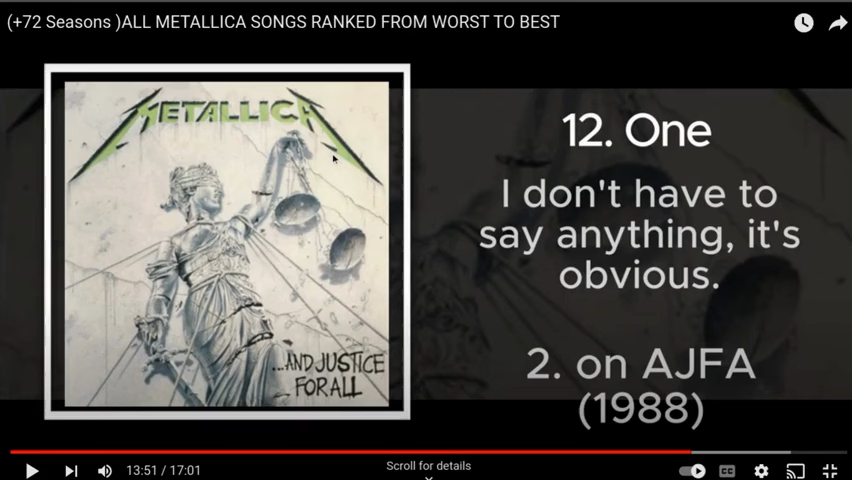 (+72 Seasons )ALL METALLICA SONGS RANKED FROM WORST TO BEST
METALLICA
...AND JUSTICE
FOR ALL
12. One
I don't have to
say anything, it's
obvious.
2. on AJFA
(1988)
13:51 / 17:01
Scroll for details
CC